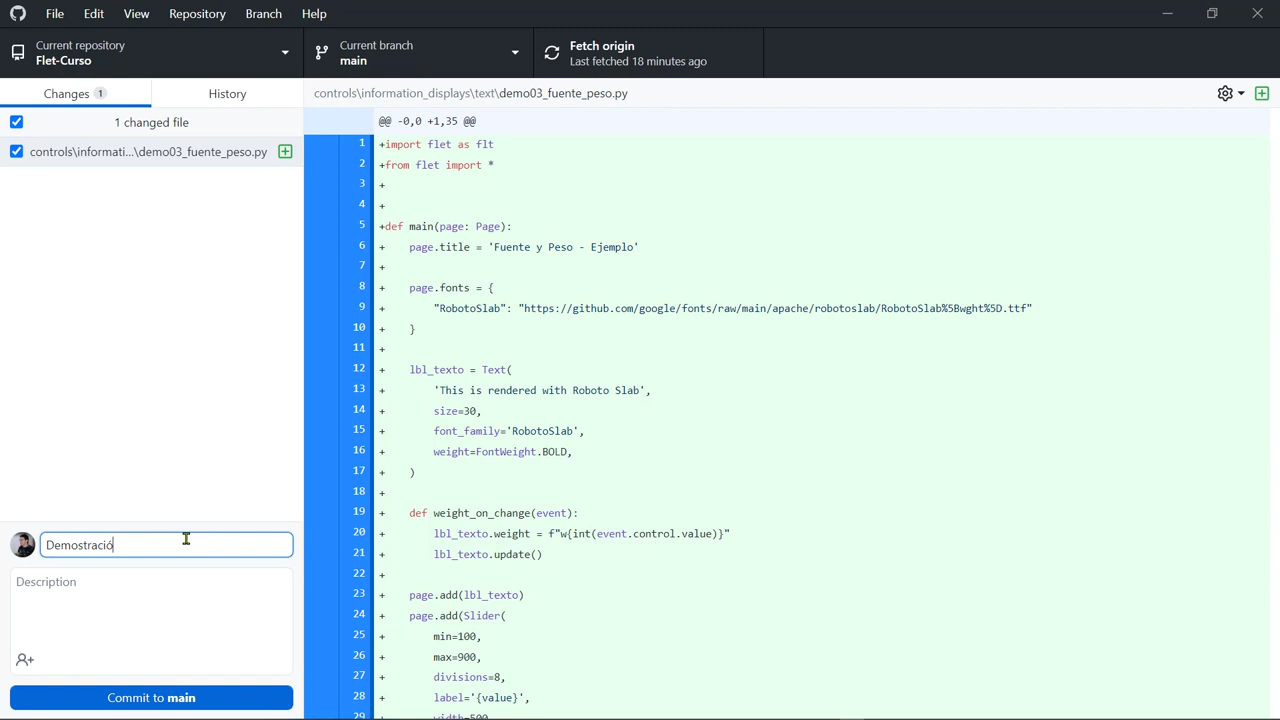 File Edit View Repository Branch Help
Current repository
Flet-Curso
Current branch
main
Fetch origin
Last fetched 18 minutes ago
Changes 1
History
controls\information_displays\text\demo03_fuente_peso.py
1 changed file
controls\informati...\demo03_fuente_peso.py
@@ -0,0 +1,35 @@
1 +import flet as flt
2 +from flet import *
3 +
4 +
5 +def main(page: Page):
6 + page.title = 'Fuente y Peso - Ejemplo'
7 +
8 + page.fonts = {
9 + "RobotoSlab": "https://github.com/google/fonts/raw/main/apache/robotoslab/RobotoSlab%5Bwght%5D.ttf"
10 + }
11 +
12 + lbl_texto = Text(
13 + 'This is rendered with Roboto Slab',
14 + size=30,
15 + font_family='RobotoSlab',
16 + weight=FontWeight.BOLD,
17 + )
18 +
19 + def weight_on_change(event):
20 + lbl_texto.weight = f"w{int(event.control.value)}"
21 + lbl_texto.update()
22 +
23 + page.add(lbl_texto)
24 + page.add(Slider(
25 + min=100,
26 + max=900,
27 + divisions=8,
28 + label='{value}',
29 + width=500,
Demostració
Description
Commit to main